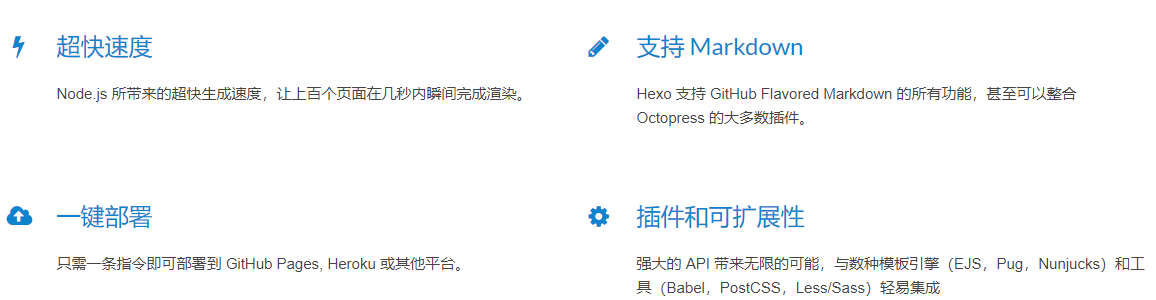 超快速度
Node.js 所带来的超快生成速度，让上百个页面在几秒内瞬间完成渲染。
支持 Markdown
Hexo 支持 GitHub Flavored Markdown 的所有功能，甚至可以整合
Octopress 的大多数插件。
一键部署
只需一条指令即可部署到 GitHub Pages, Heroku 或其他平台。
插件和可扩展性
强大的 API 带来无限的可能，与数种模板引擎（EJS，Pug，Nunjucks）和工
具（Babel，PostCSS，Less/Sass）轻易集成